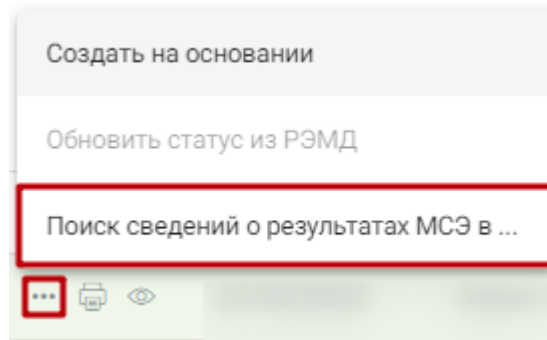 Создать на основании
Обновить статус из РЭМД
Поиск сведений о результатах МСЭ в ...